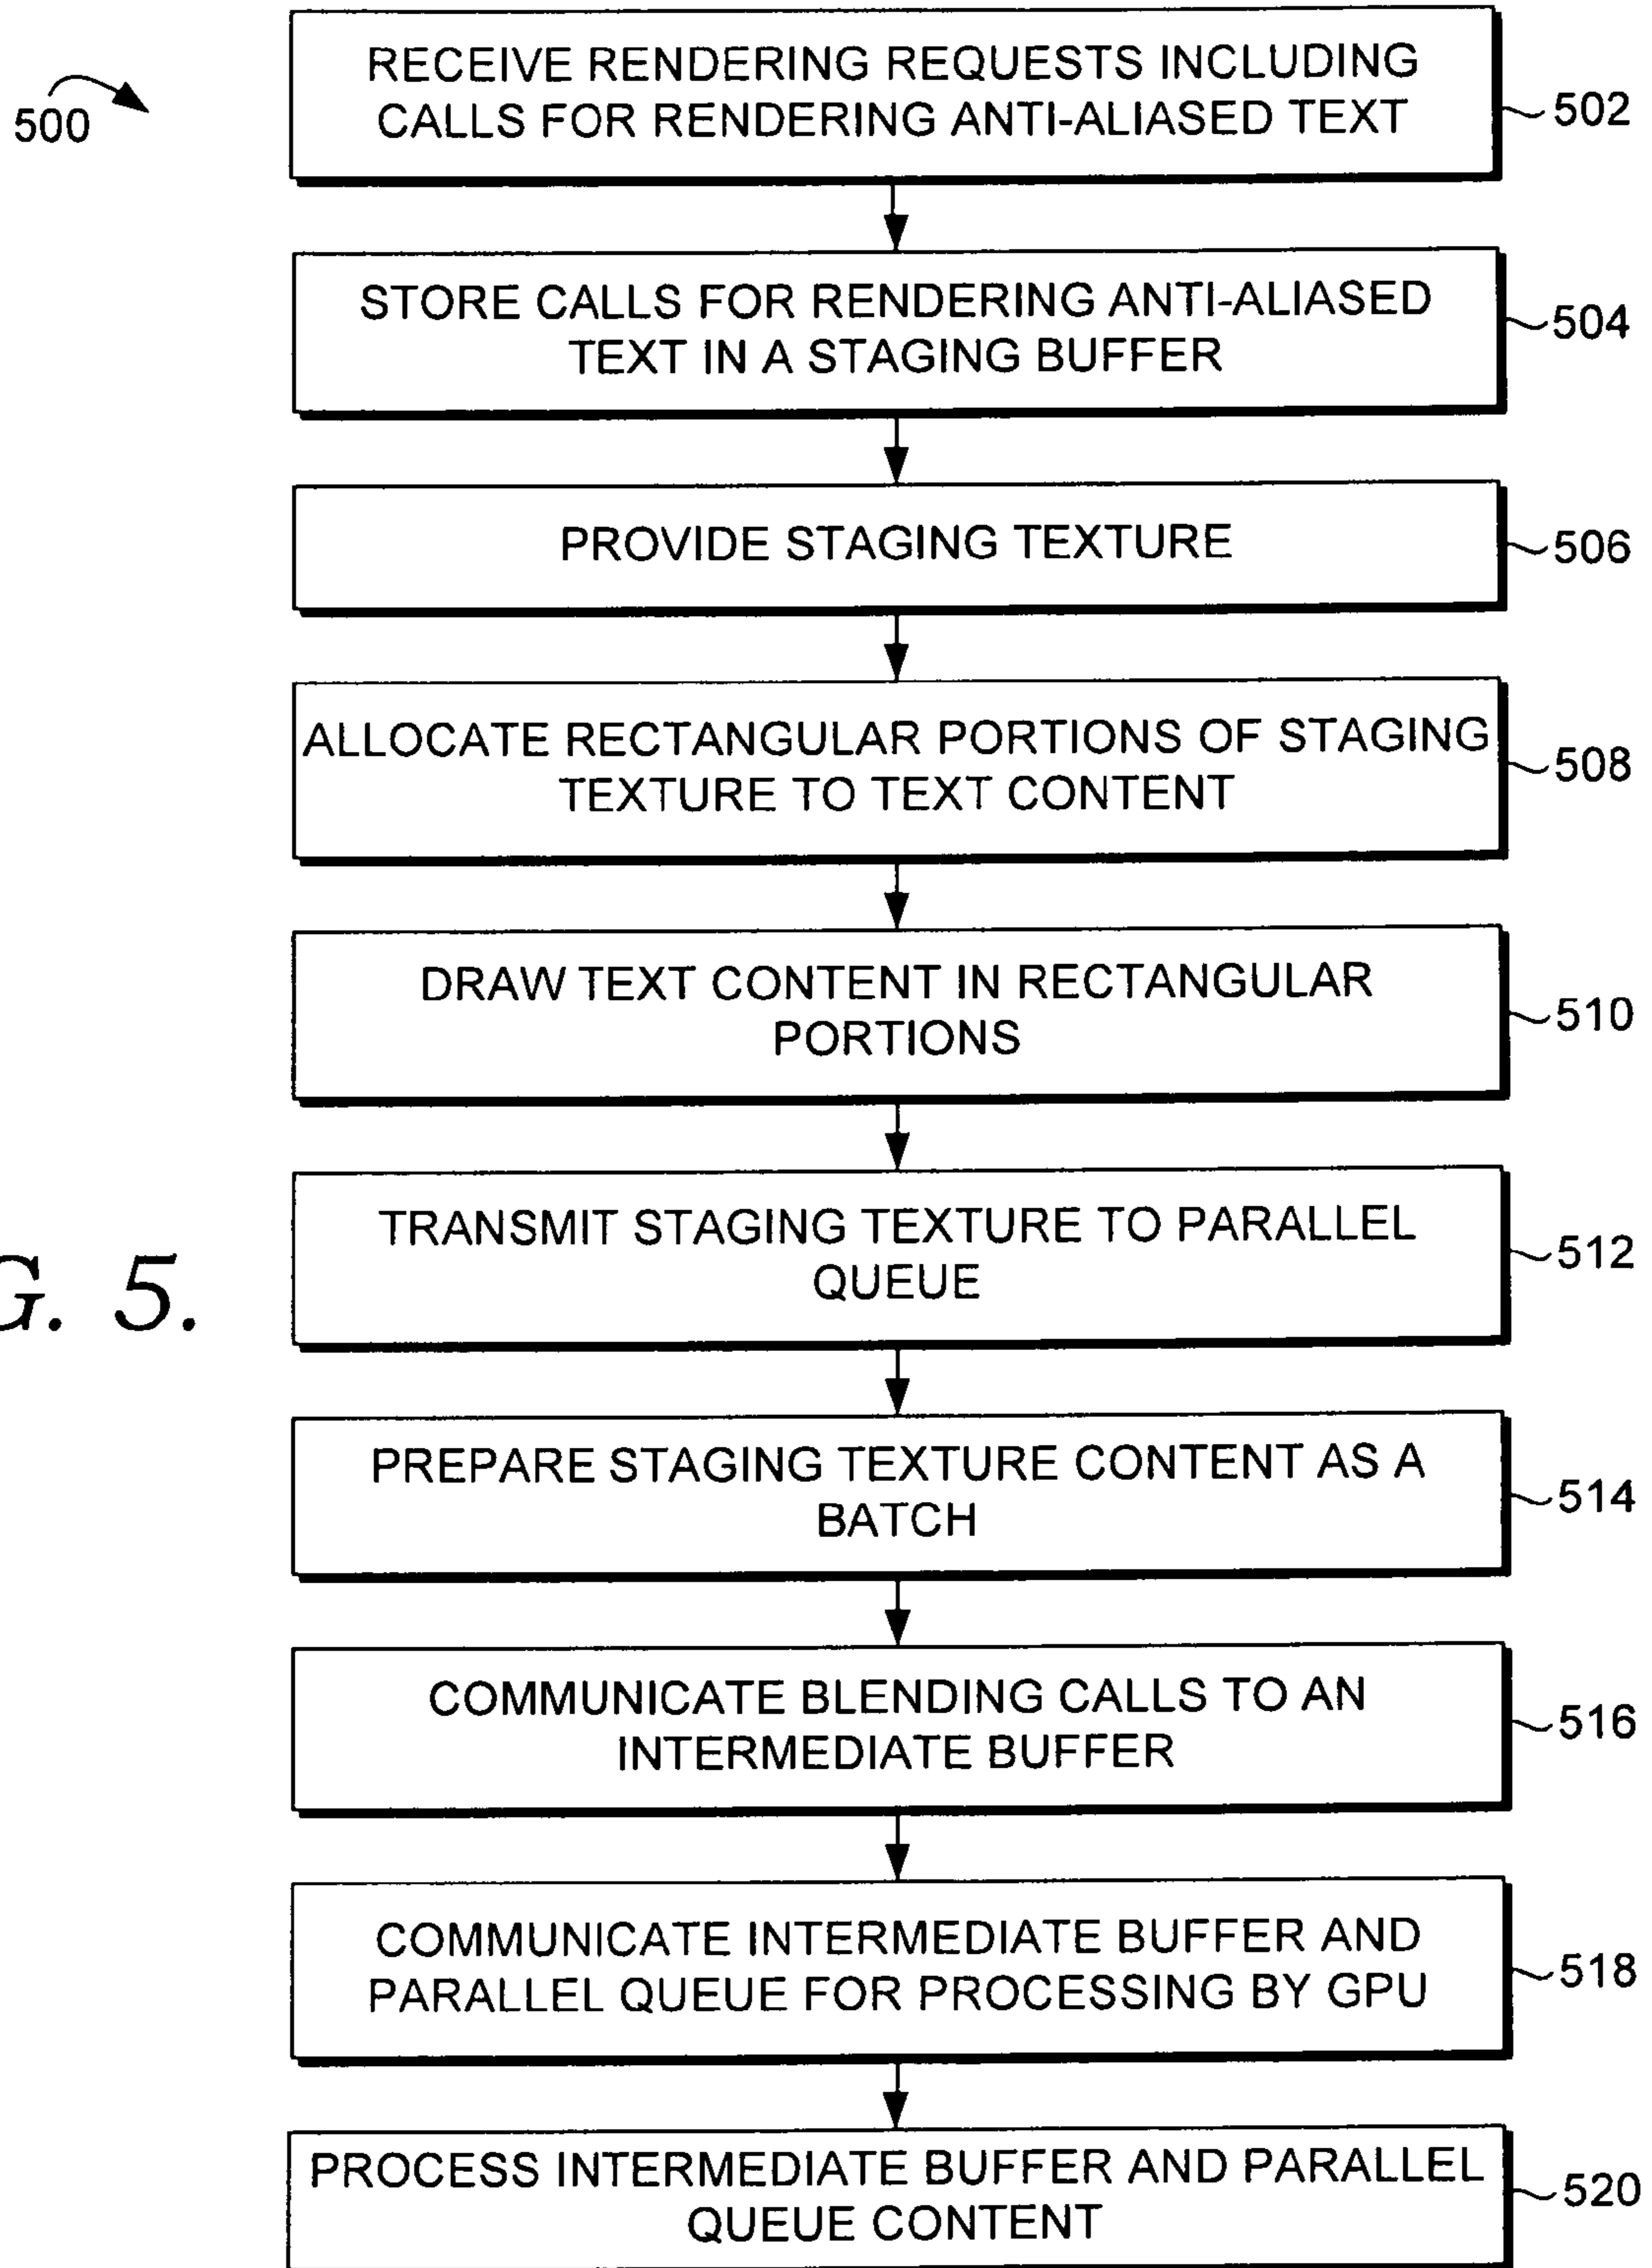 500
RECEIVE RENDERING REQUESTS INCLUDING
CALLS FOR RENDERING ANTI-ALIASED TEXT
502
STORE CALLS FOR RENDERING ANTI-ALIASED
TEXT IN A STAGING BUFFER
504
PROVIDE STAGING TEXTURE
506
ALLOCATE RECTANGULAR PORTIONS OF STAGING
TEXTURE TO TEXT CONTENT
508
DRAW TEXT CONTENT IN RECTANGULAR
PORTIONS
510
TRANSMIT STAGING TEXTURE TO PARALLEL
QUEUE
512
G. 5.
PREPARE STAGING TEXTURE CONTENT AS A
BATCH
514
COMMUNICATE BLENDING CALLS TO AN
INTERMEDIATE BUFFER
516
COMMUNICATE INTERMEDIATE BUFFER AND
PARALLEL QUEUE FOR PROCESSING BY GPU
518
PROCESS INTERMEDIATE BUFFER AND PARALLEL
QUEUE CONTENT
520